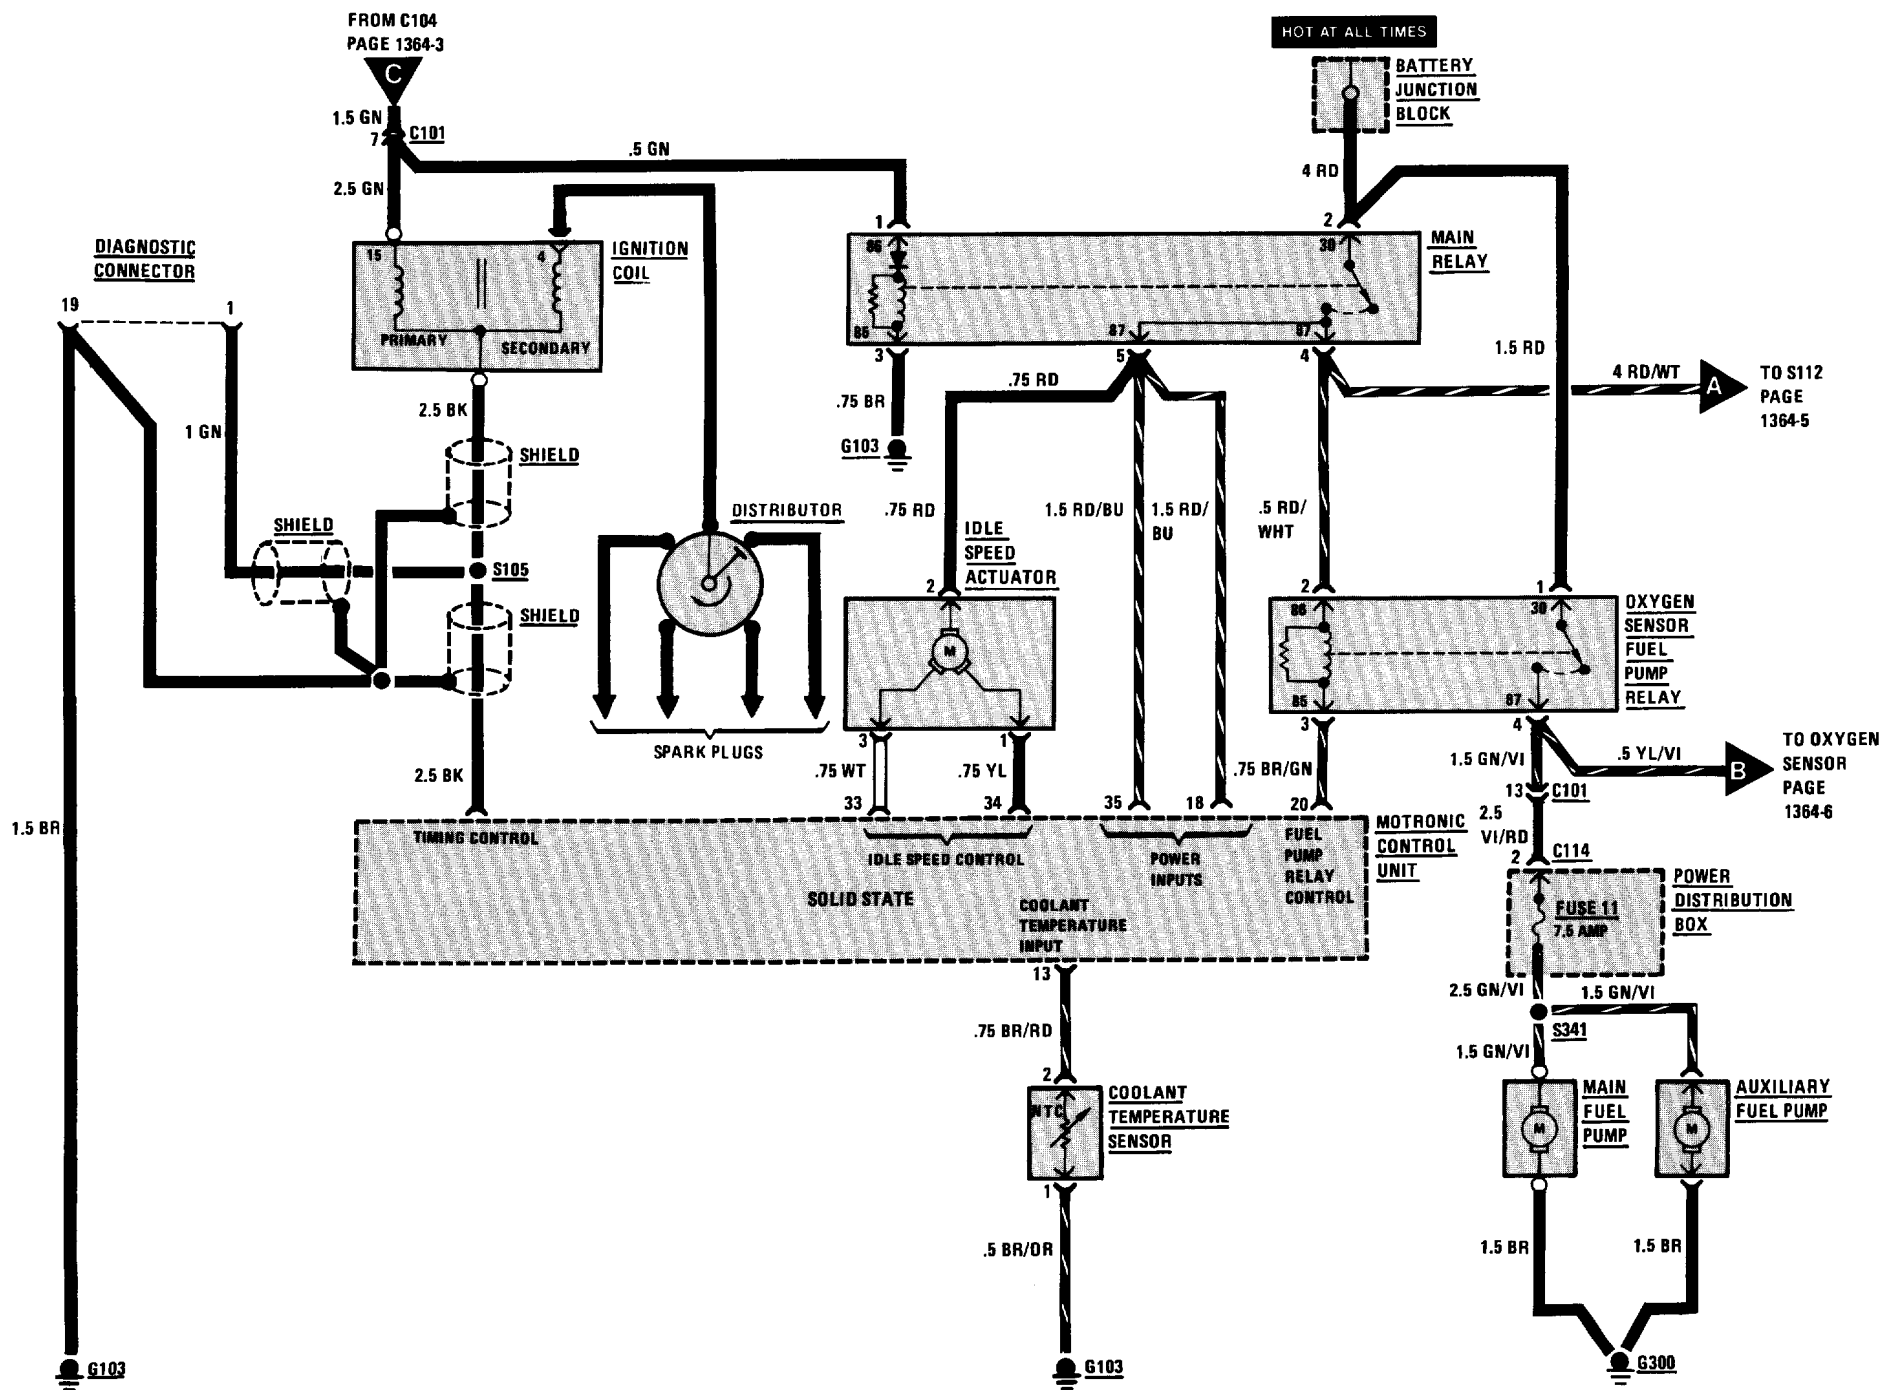 FROM C104
PAGE 1364-3
C
1.5 GN
7
C101
.5 GN
2.5 GN
HOT AT ALL TIMES
BATTERY
JUNCTION
BLOCK
4 RD
1
2
MAIN
RELAY
86
30
85
87
87
3
5
4
DIAGNOSTIC
CONNECTOR
19
1
15
4
IGNITION
COIL
PRIMARY
SECONDARY
2.5 BK
1 GN
SHIELD
SHIELD
S105
SHIELD
2.5 BK
1.5 BR
G103
DISTRIBUTOR
SPARK PLUGS
.75 BR
G103
.75 RD
.75 RD
1.5 RD/BU
1.5 RD/
BU
.5 RD/
WHT
1.5 RD
4 RD/WT
A
TO S112
PAGE
1364-5
IDLE
SPEED
ACTUATOR
2
M
3
1
.75 WT
.75 YL
33
34
35
18
20
2
1
86
30
85
87
OXYGEN
SENSOR
FUEL
PUMP
RELAY
3
4
.75 BR/GN
1.5 GN/VI
.5 YL/VI
B
TO OXYGEN
SENSOR
PAGE
1364-6
13
C101
2.5
VI/RD
2
C114
TIMING CONTROL
IDLE SPEED CONTROL
POWER
INPUTS
FUEL
PUMP
RELAY
CONTROL
MOTRONIC
CONTROL
UNIT
SOLID STATE
COOLANT
TEMPERATURE
INPUT
13
.75 BR/RD
2
NTC
COOLANT
TEMPERATURE
SENSOR
1
.5 BR/OR
G103
FUSE 11
7.5 AMP
POWER
DISTRIBUTION
BOX
2.5 GN/VI
1.5 GN/VI
S341
1.5 GN/VI
M
MAIN
FUEL
PUMP
M
AUXILIARY
FUEL PUMP
1.5 BR
1.5 BR
G300